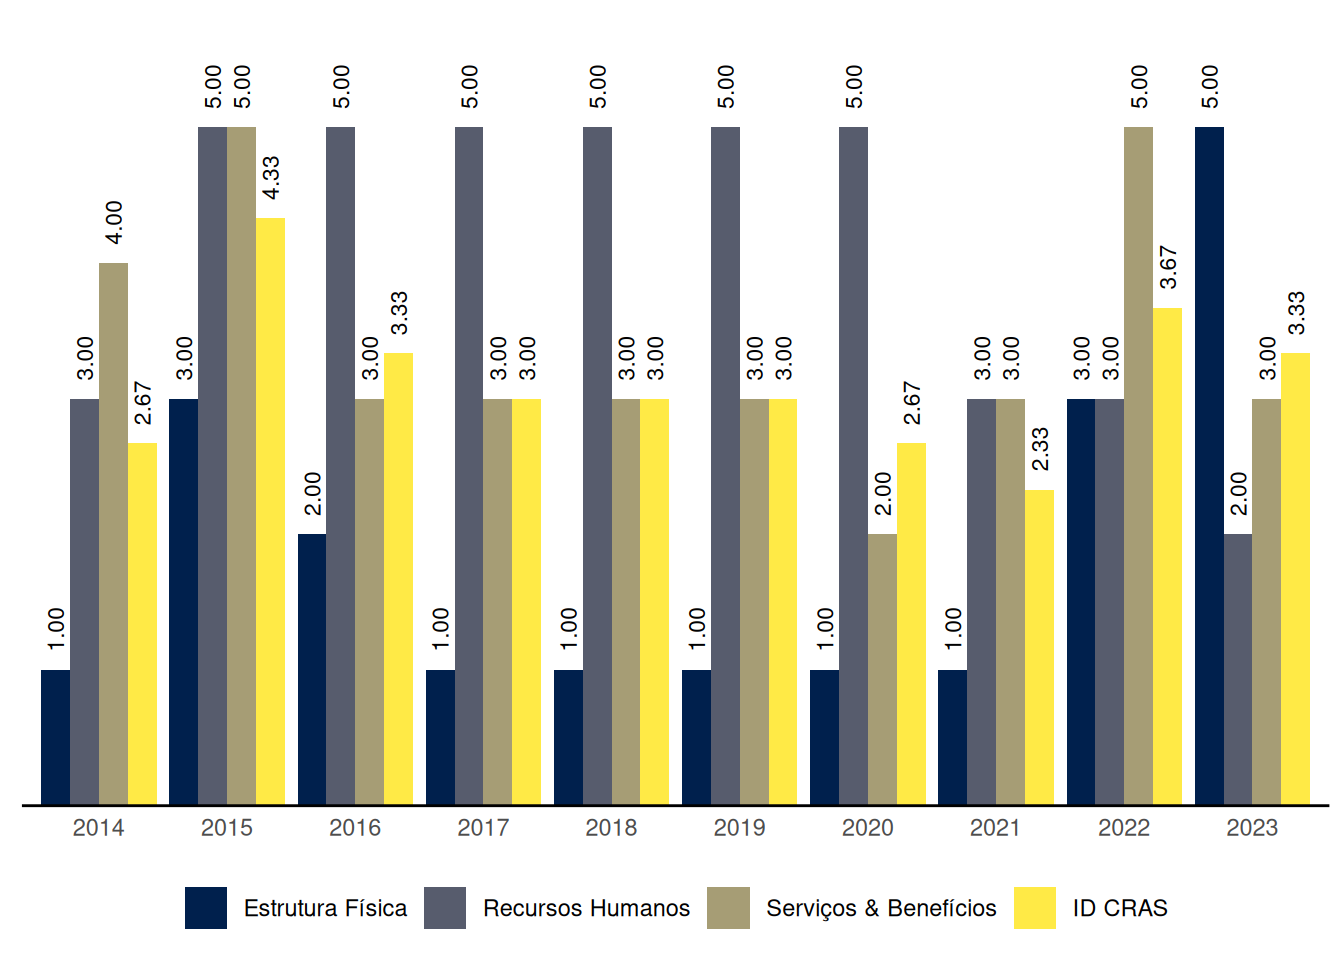 5.00 5.00 5.00 5.00 5.00 5.00 5.00 5.00 5.00
4.33
4.00
3.67
3.33 3.33
3.00 3.00 3.00 3.00 3.00 3.00 3.00 3.00 3.00 3.00 3.00 3.00 3.00 3.00 3.00 3.00
2.67 2.67
2.33
2.00 2.00 2.00
1.00 1.00 1.00 1.00 1.00 1.00
2014 2015 2016 2017 2018 2019 2020 2021 2022 2023
Estrutura Física Recursos Humanos Serviços & Benefícios ID CRAS